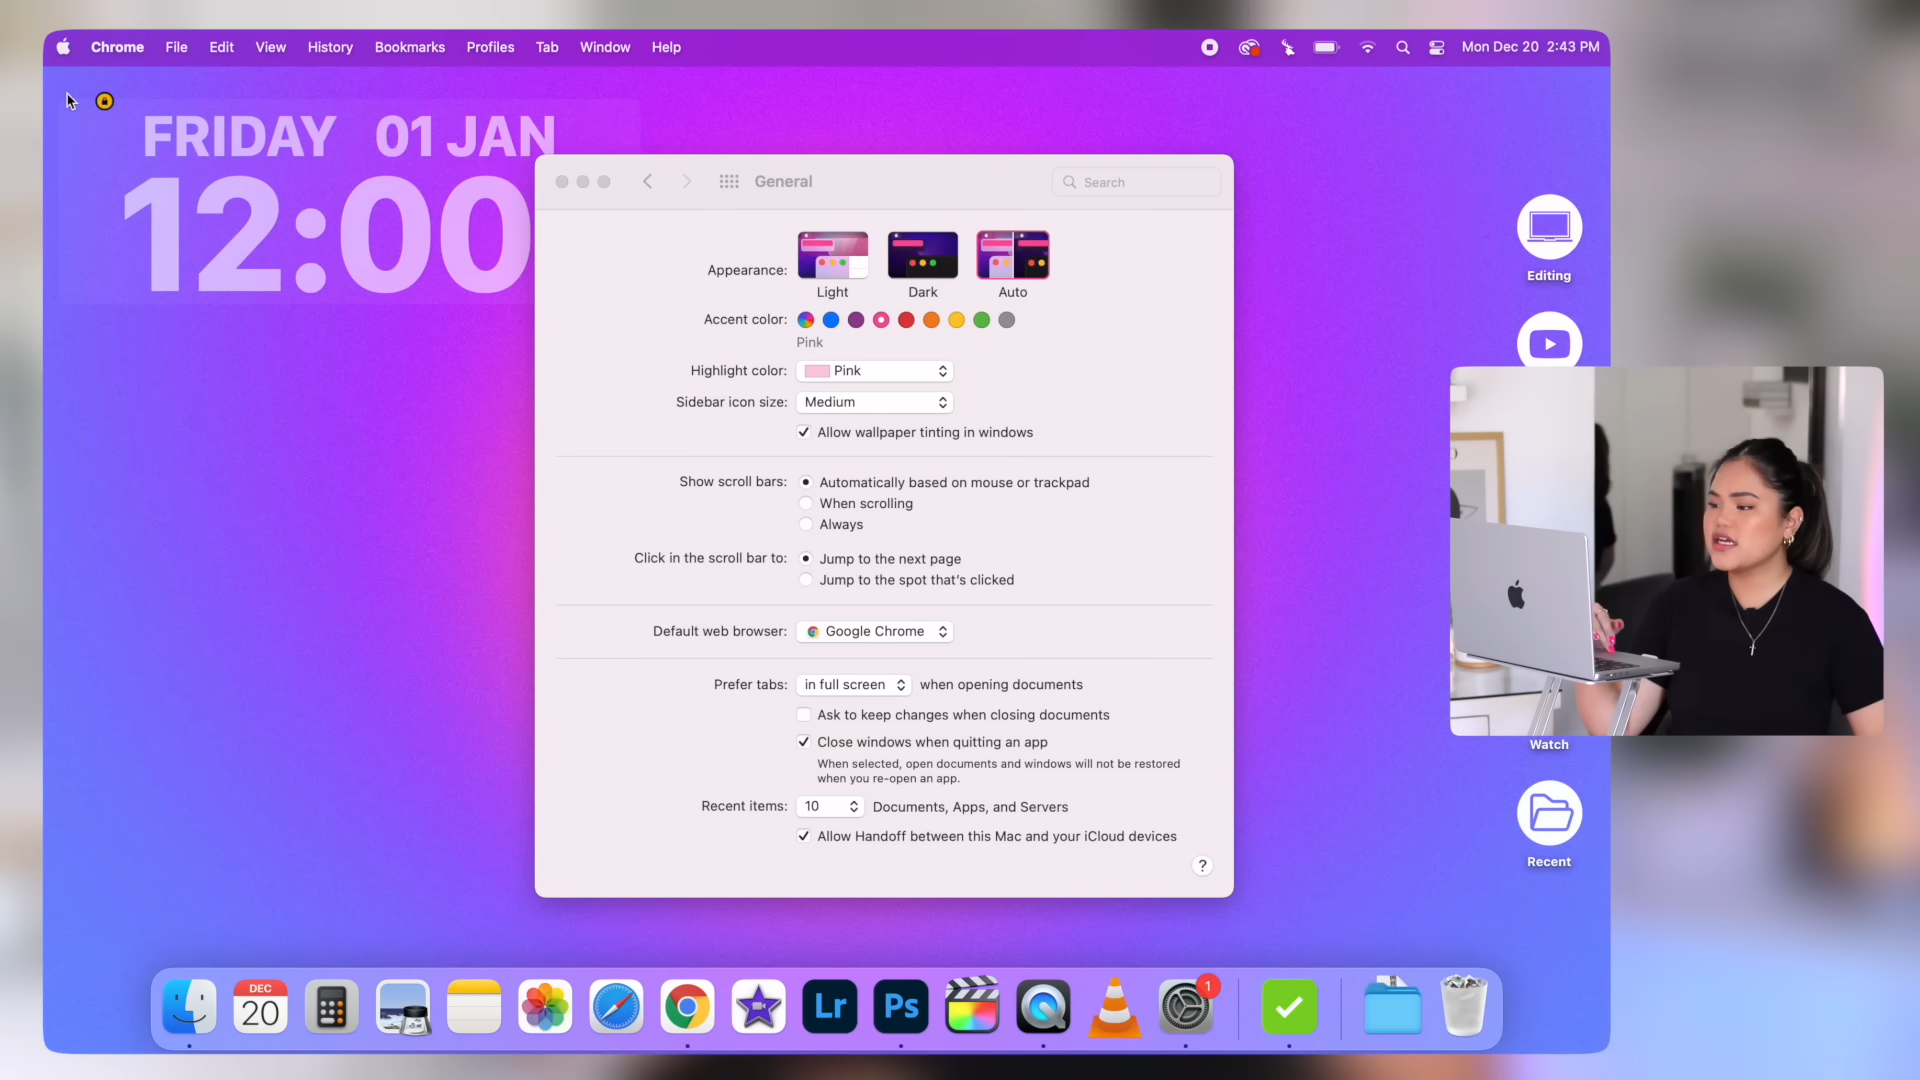 Chrome File Edit View History Bookmarks Profiles Tab Window Help Mon Dec 20 2:43 PM
FRIDAY 01 JAN
12:00
General Search
Appearance:
Light Dark Auto
Accent color:
Pink
Highlight color: Pink
Sidebar icon size: Medium
Allow wallpaper tinting in windows
Show scroll bars: Automatically based on mouse or trackpad
When scrolling
Always
Click in the scroll bar to: Jump to the next page
Jump to the spot that's clicked
Default web browser: Google Chrome
Prefer tabs: in full screen when opening documents
Ask to keep changes when closing documents
Close windows when quitting an app
When selected, open documents and windows will not be restored
when you re-open an app.
Recent items: 10 Documents, Apps, and Servers
Allow Handoff between this Mac and your iCloud devices
?
Editing
Watch
Recent
DEC
20
Lr
Ps
1